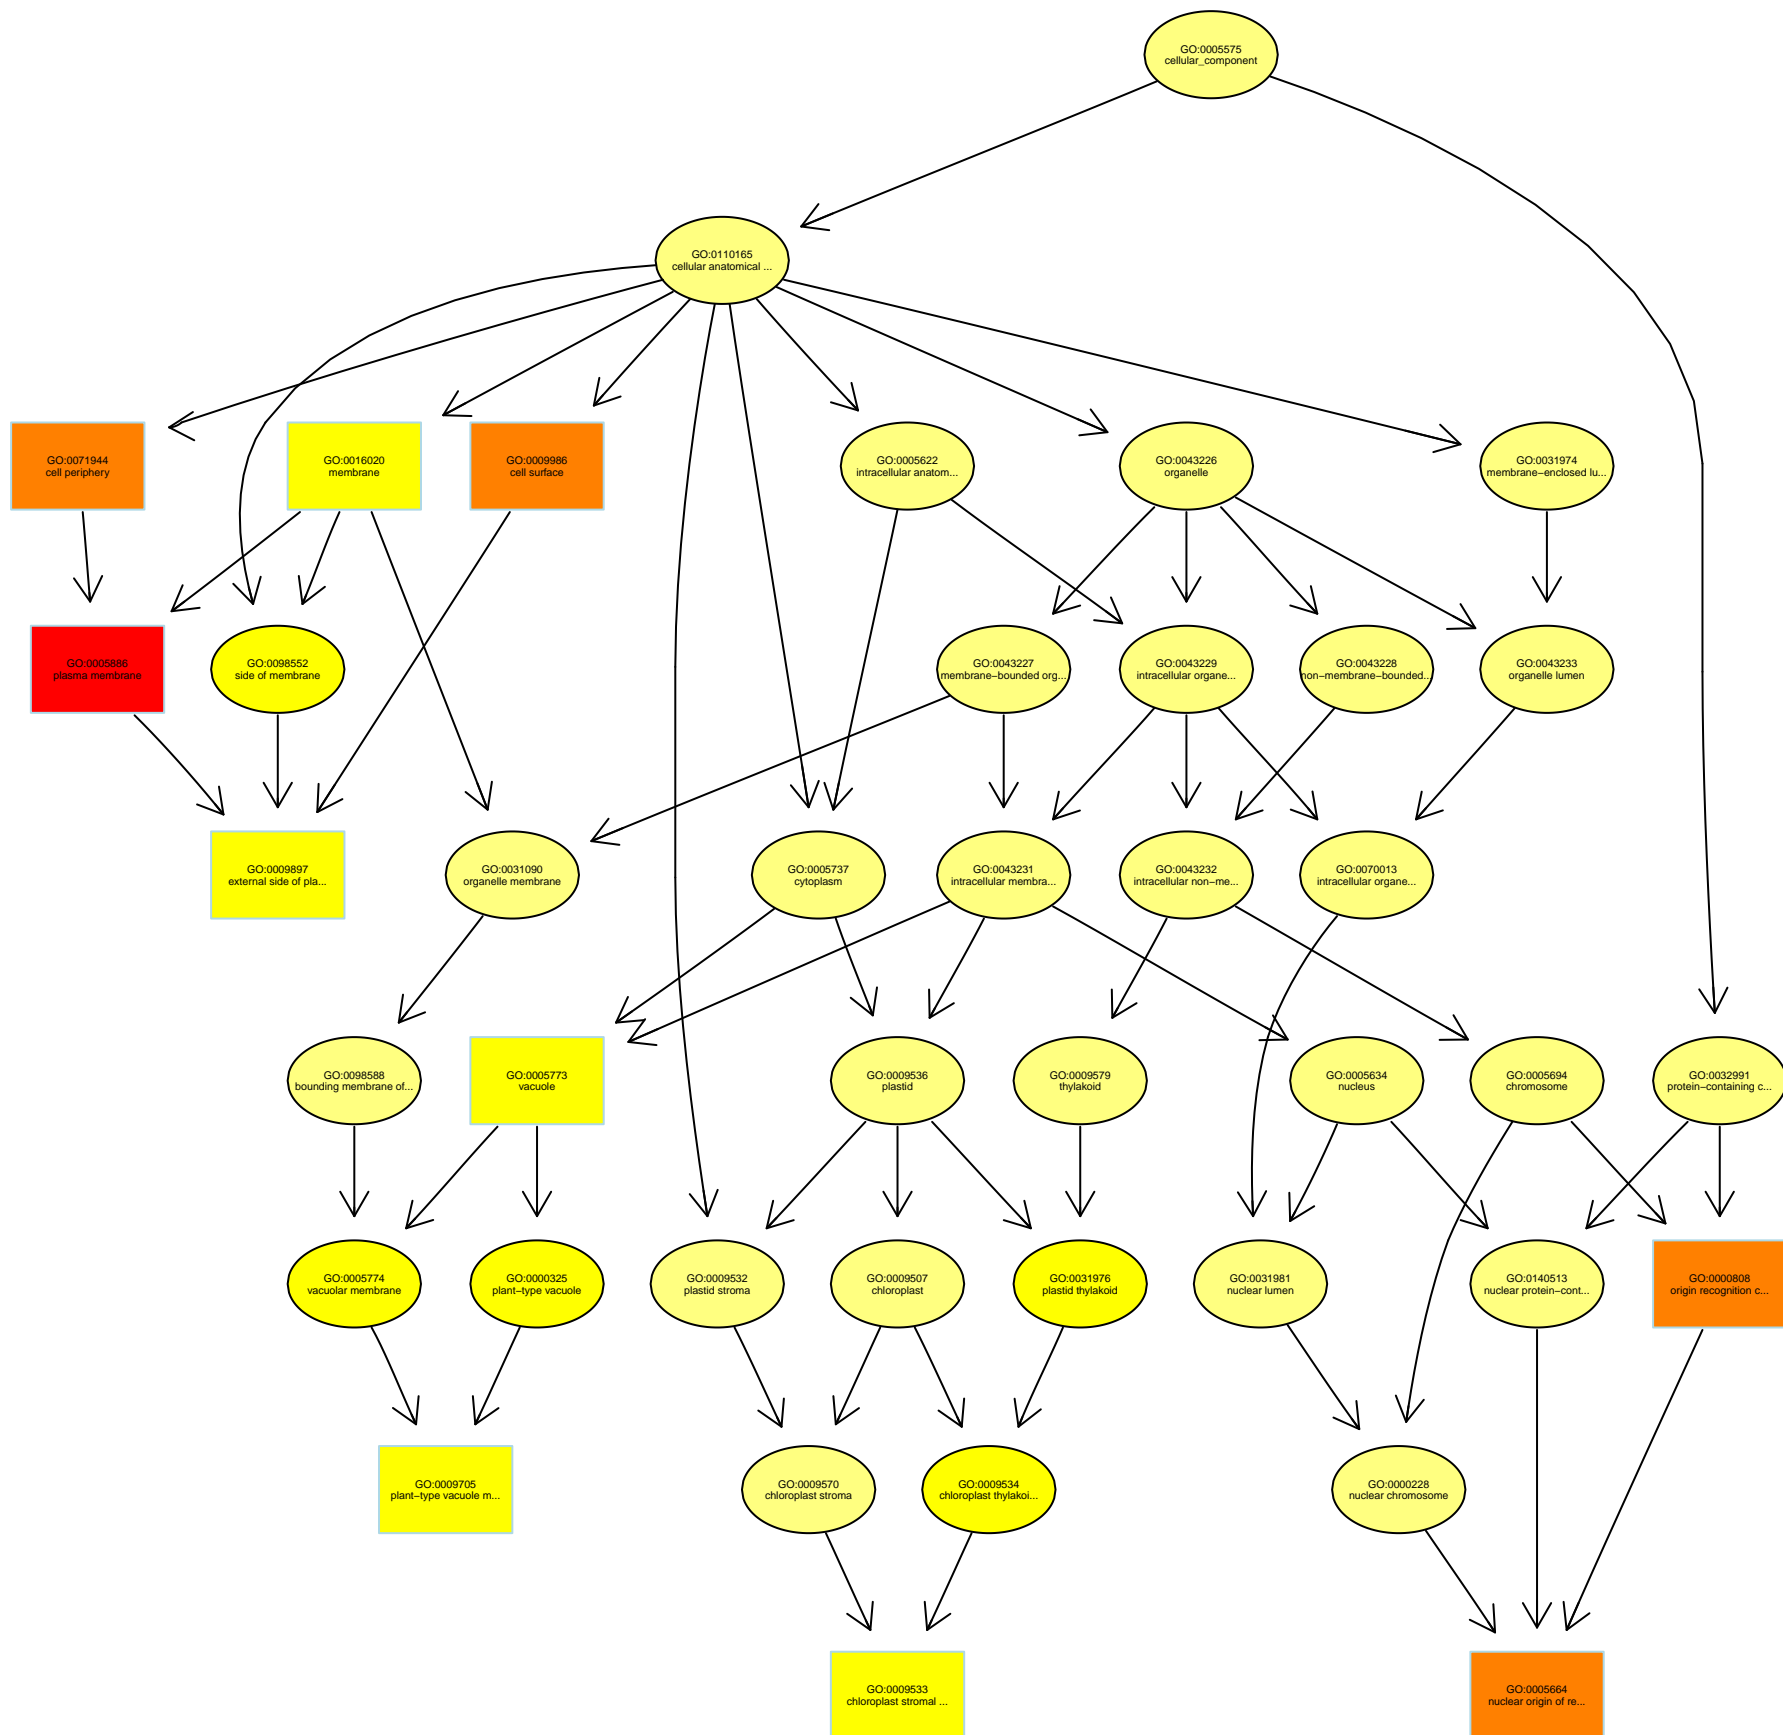 GO:0005575
cellular_component
GO:0110165
cellular anatomical ...
GO:0071944
cell periphery
GO:0016020
membrane
GO:0009986
cell surface
GO:0005622
intracellular anatom...
GO:0043226
organelle
GO:0031974
membrane−enclosed lu...
GO:0005886
plasma membrane
GO:0098552
side of membrane
GO:0043227
membrane−bounded org...
GO:0043229
intracellular organe...
GO:0043228
non−membrane−bounded...
GO:0043233
organelle lumen
GO:0009897
external side of pla...
GO:0031090
organelle membrane
GO:0005737
cytoplasm
GO:0043231
intracellular membra...
GO:0043232
intracellular non−me...
GO:0070013
intracellular organe...
GO:0098588
bounding membrane of...
GO:0005773
vacuole
GO:0009536
plastid
GO:0009579
thylakoid
GO:0005634
nucleus
GO:0005694
chromosome
GO:0032991
protein−containing c...
GO:0005774
vacuolar membrane
GO:0000325
plant−type vacuole
GO:0009532
plastid stroma
GO:0009507
chloroplast
GO:0031976
plastid thylakoid
GO:0031981
nuclear lumen
GO:0140513
nuclear protein−cont...
GO:0000808
origin recognition c...
GO:0009705
plant−type vacuole m...
GO:0009570
chloroplast stroma
GO:0009534
chloroplast thylakoi...
GO:0000228
nuclear chromosome
GO:0009533
chloroplast stromal ...
GO:0005664
nuclear origin of re...